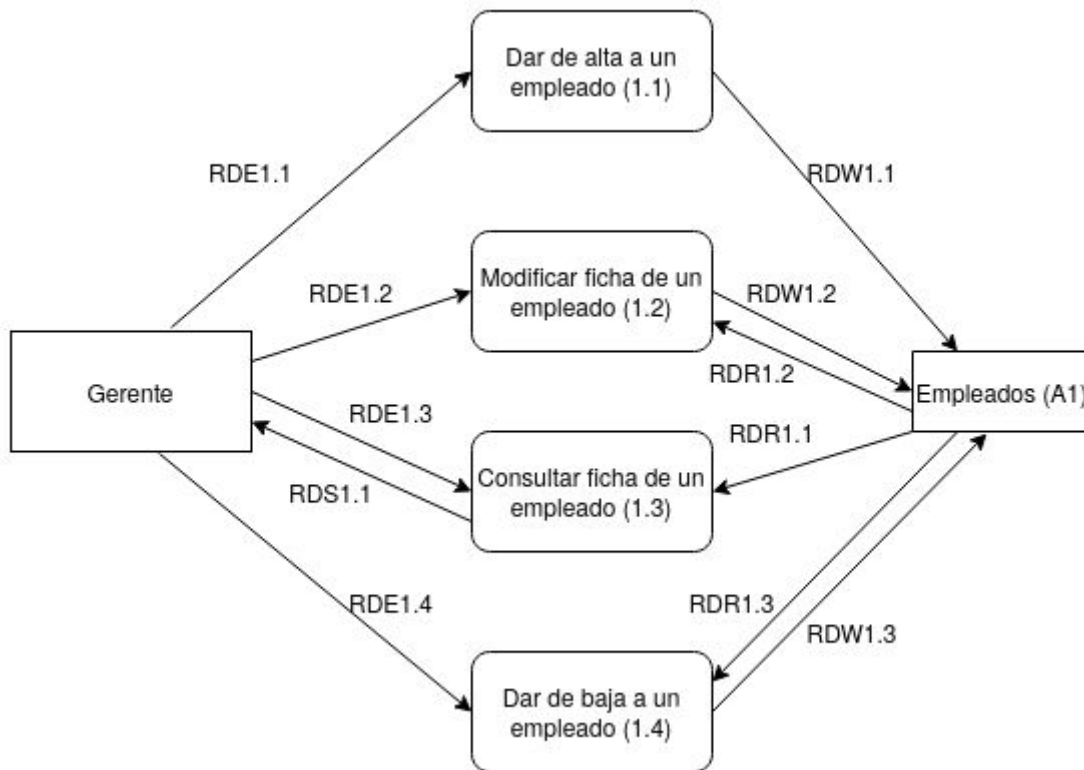 Dar de alta a un
empleado (1.1)
RDE1.1
RDW1.1
Modificar ficha de un
empleado (1.2)
RDE1.2
RDW1.2
RDR1.2
Gerente
Empleados (A1)
RDE1.3
RDR1.1
RDS1.1
Consultar ficha de un
empleado (1.3)
RDE1.4
RDR1.3
RDW1.3
Dar de baja a un
empleado (1.4)